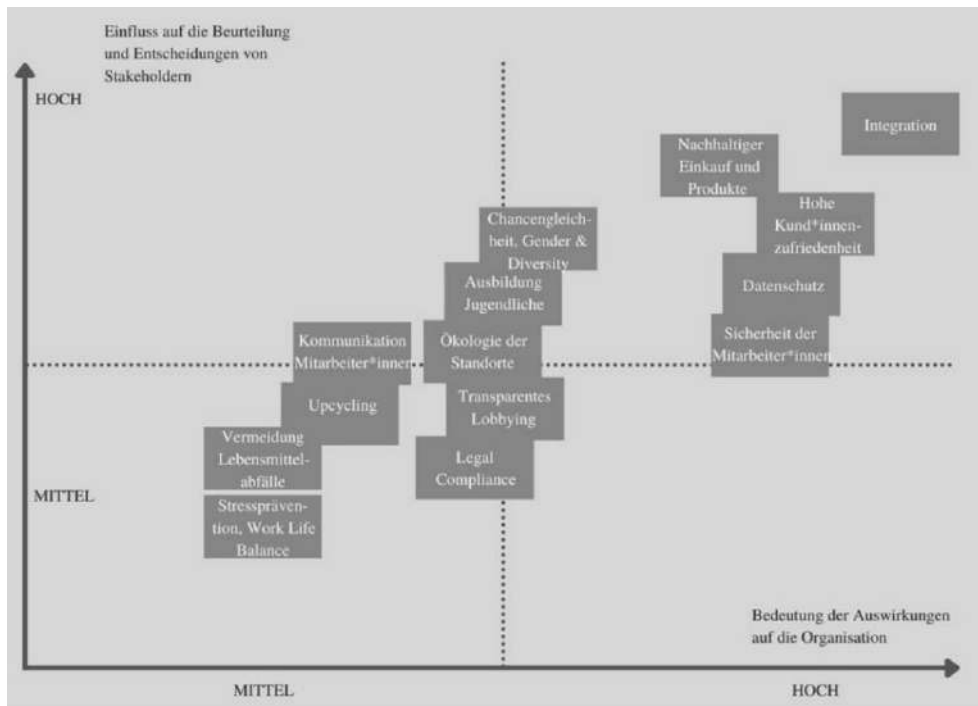 Einfluss auf die Beurteilung
und Entscheidungen von
Stakeholdern
HOCH
Integration
Nachhaltiger
Einkauf und
Produkte
Hohe
Kund*innen-
zufriedenheit
Chancengleich-
heit, Gender &
Diversity
Ausbildung
Jugendliche
Datenschutz
Kommunikation
Mitarbeiter*innen
Ökologie der
Standorte
Sicherheit der
Mitarbeiter*innen
Upcycling
Transparentes
Lobbying
Vermeidung
Lebensmittel-
abfälle
Legal
Compliance
MITTEL
Stresspräven-
tion, Work Life
Balance
Bedeutung der Auswirkungen
auf die Organisation
MITTEL
HOCH